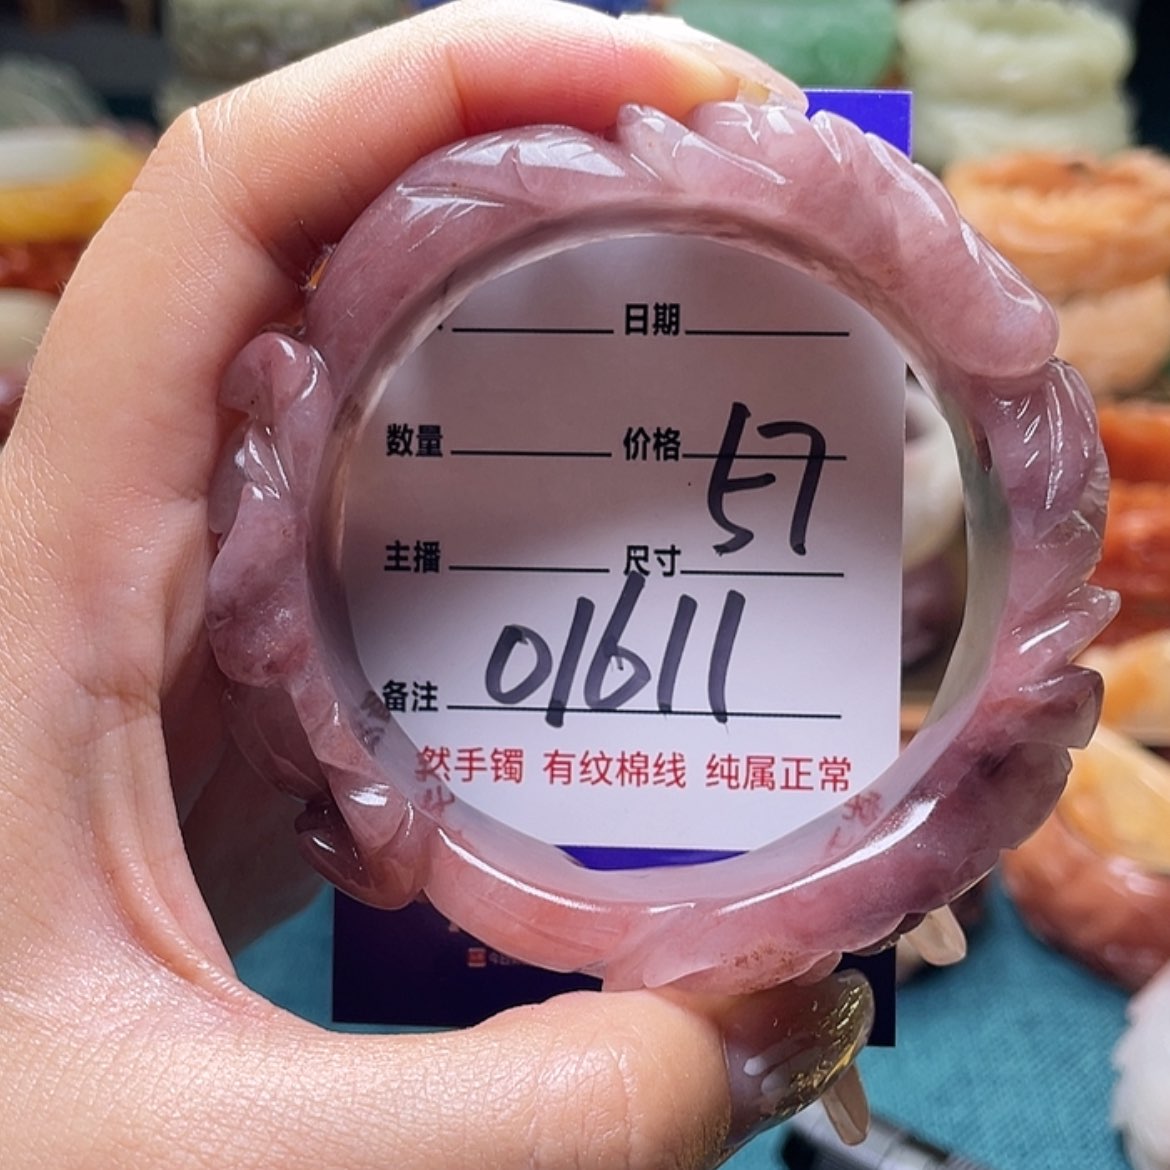 日期
数量 价格 57
主播 尺寸
01611
备注
然手镯 有纹棉线 纯属正常